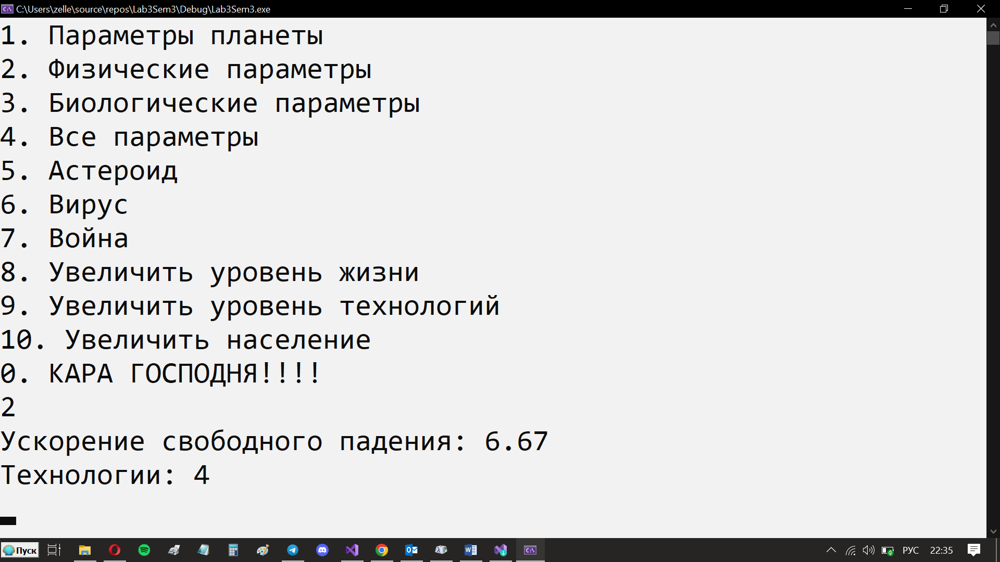 C:\Users\zelle\source\repos\Lab3Sem3\Debug\Lab3Sem3.exe
1. Параметры планеты
2. Физические параметры
3. Биологические параметры
4. Все параметры
5. Астероид
6. Вирус
7. Война
8. Увеличить уровень жизни
9. Увеличить уровень технологий
10. Увеличить население
0. КАРА ГОСПОДНЯ!!!!
2
Ускорение свободного падения: 6.67
Технологии: 4
Пуск
РУС
22:35